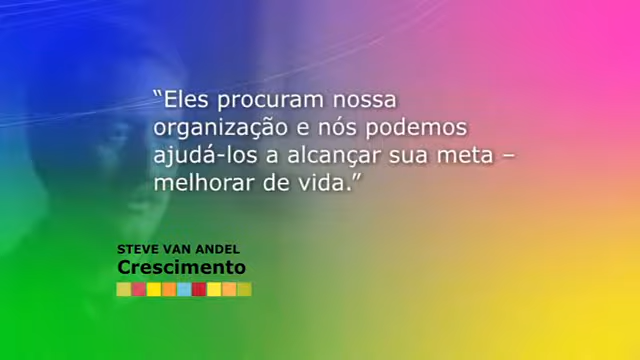 “Eles procuram nossa
organização e nós podemos
ajudá-los a alcançar sua meta –
melhorar de vida.”
STEVE VAN ANDEL
Crescimento